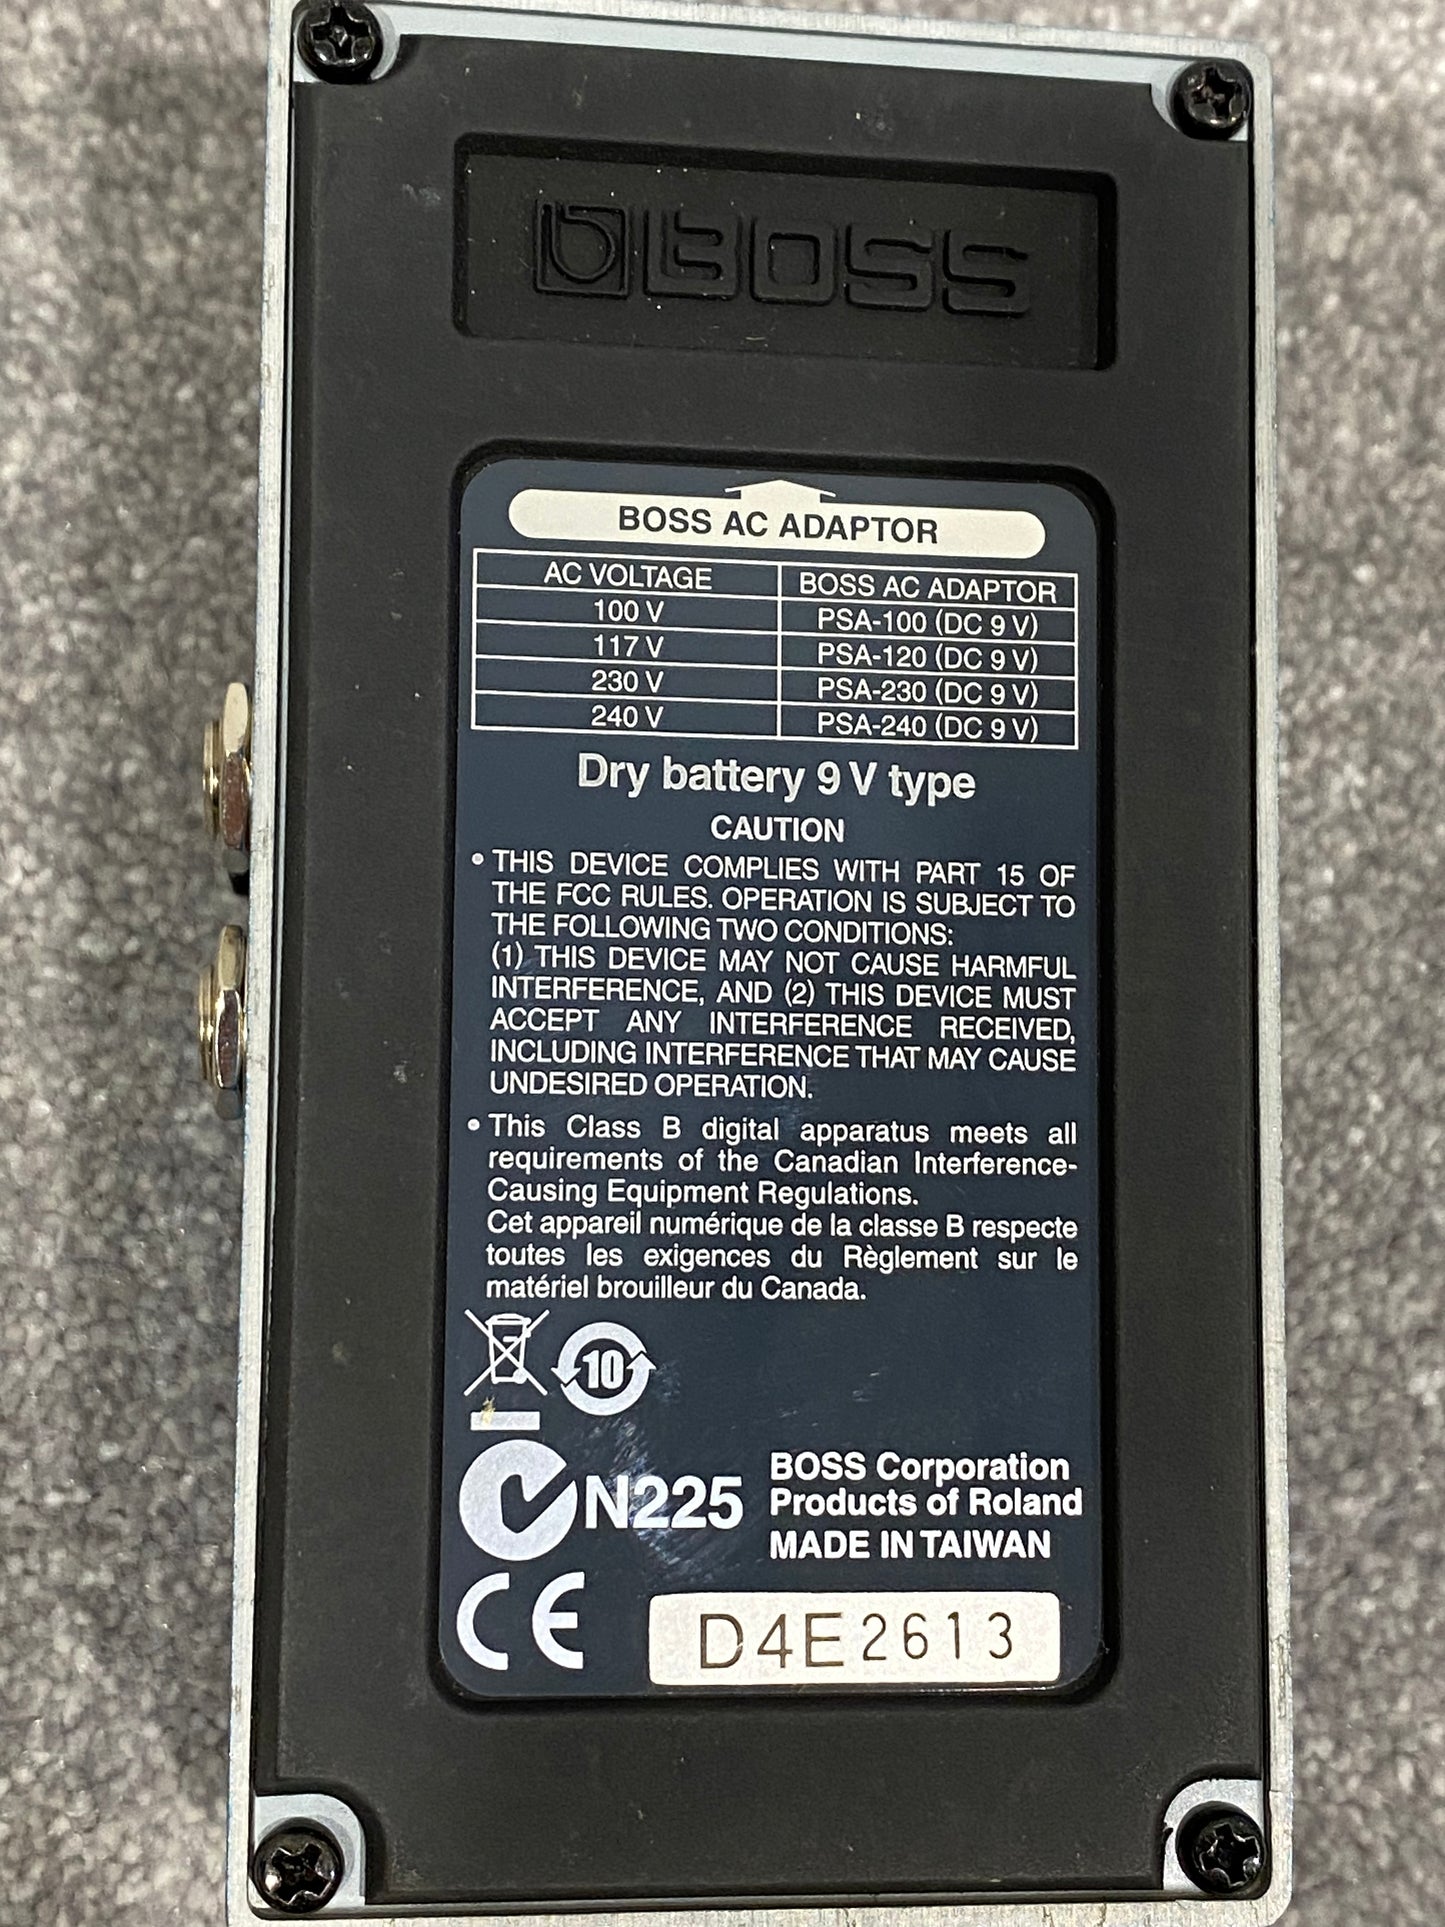 BOSS
BOSS AC ADAPTOR
AC VOLTAGE BOSS AC ADAPTOR
100 V PSA-100 (DC 9 V)
117 V PSA-120 (DC 9 V)
230 V PSA-230 (DC 9 V)
240 V PSA-240 (DC 9 V)
Dry battery 9 V type
CAUTION
• THIS DEVICE COMPLIES WITH PART 15 OF
THE FCC RULES. OPERATION IS SUBJECT TO
THE FOLLOWING TWO CONDITIONS:
(1) THIS DEVICE MAY NOT CAUSE HARMFUL
INTERFERENCE, AND (2) THIS DEVICE MUST
ACCEPT ANY INTERFERENCE RECEIVED,
INCLUDING INTERFERENCE THAT MAY CAUSE
UNDESIRED OPERATION.
• This Class B digital apparatus meets all
requirements of the Canadian Interference-
Causing Equipment Regulations.
Cet appareil numérique de la classe B respecte
toutes les exigences du Règlement sur le
matériel brouilleur du Canada.
10
N225
BOSS Corporation
Products of Roland
MADE IN TAIWAN
CE
D4E2613